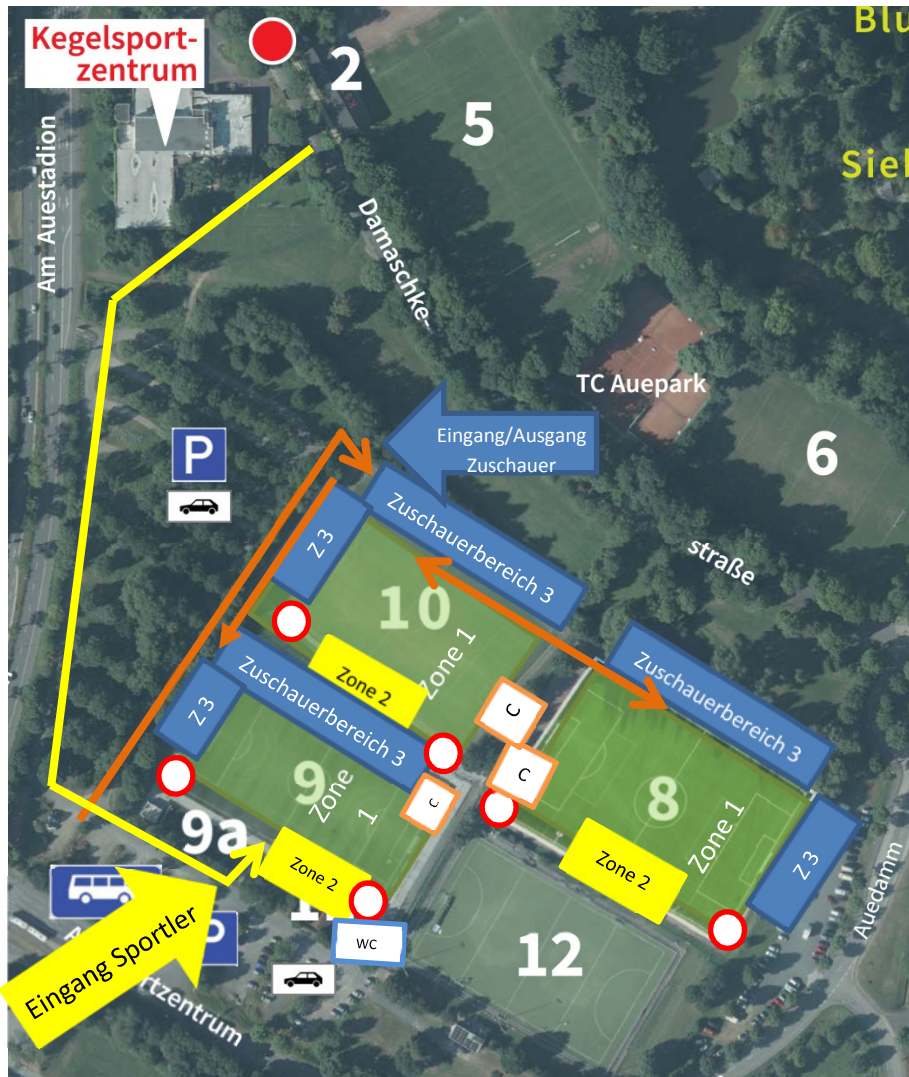 Blu
Kegelsport-
zentrum
2
5
Siel
Am Auestadion
Damaschke-
TC Auepark
Eingang/Ausgang
Zuschauer
6
P
Zuschauerbereich 3
Z 3
straße
10
Zone 1
Zone 2
Zuschauerbereich 3
Zuschauerbereich 3
Z 3
C
C
C
9
Zone
1
8
Zone 1
9a
Zone 2
Zone 2
Z 3
Auedamm
WC
P
12
Eingang Sportler
rtzentrum